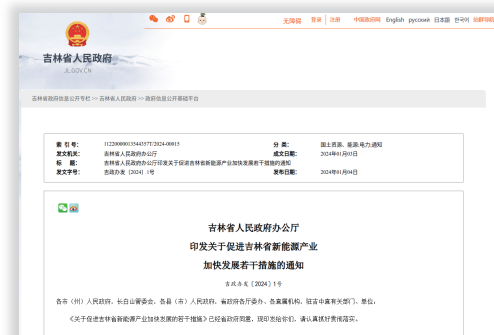 无障碍 登录 | 注册 中国政府网 English русский 日本語 한국어 站群导航
吉林省人民政府
JL.GOV.CN
吉林省政府信息公开专栏>>吉林省人民政府>>政府信息公开基础平台
索 引 号: 11220000013544357T/2024-00015 分 类: 国土资源、能源;电力;通知
发文机关: 吉林省人民政府办公厅 成文日期: 2024年01月03日
标 题: 吉林省人民政府办公厅印发关于促进吉林省新能源产业加快发展若干措施的通知
发文字号: 吉政办发〔2024〕1号 发布日期: 2024年01月04日
吉林省人民政府办公厅
印发关于促进吉林省新能源产业
加快发展若干措施的通知
吉政办发〔2024〕1号
各市（州）人民政府，长白山管委会，各县（市）人民政府，省政府各厅委办、各直属机构，驻吉中直有关部门、单位：
《关于促进吉林省新能源产业加快发展的若干措施》已经省政府同意，现印发给你们，请认真抓好贯彻落实。